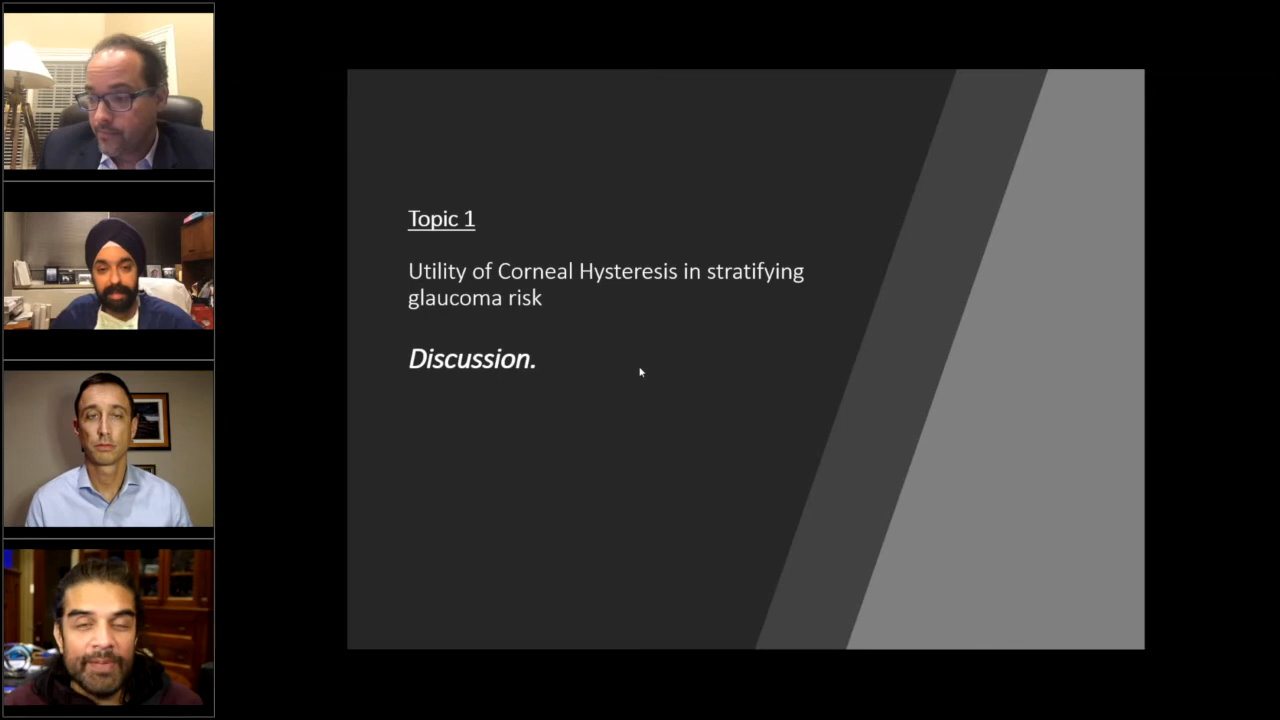 Topic 1
Utility of Corneal Hysteresis in stratifying
glaucoma risk
Discussion.